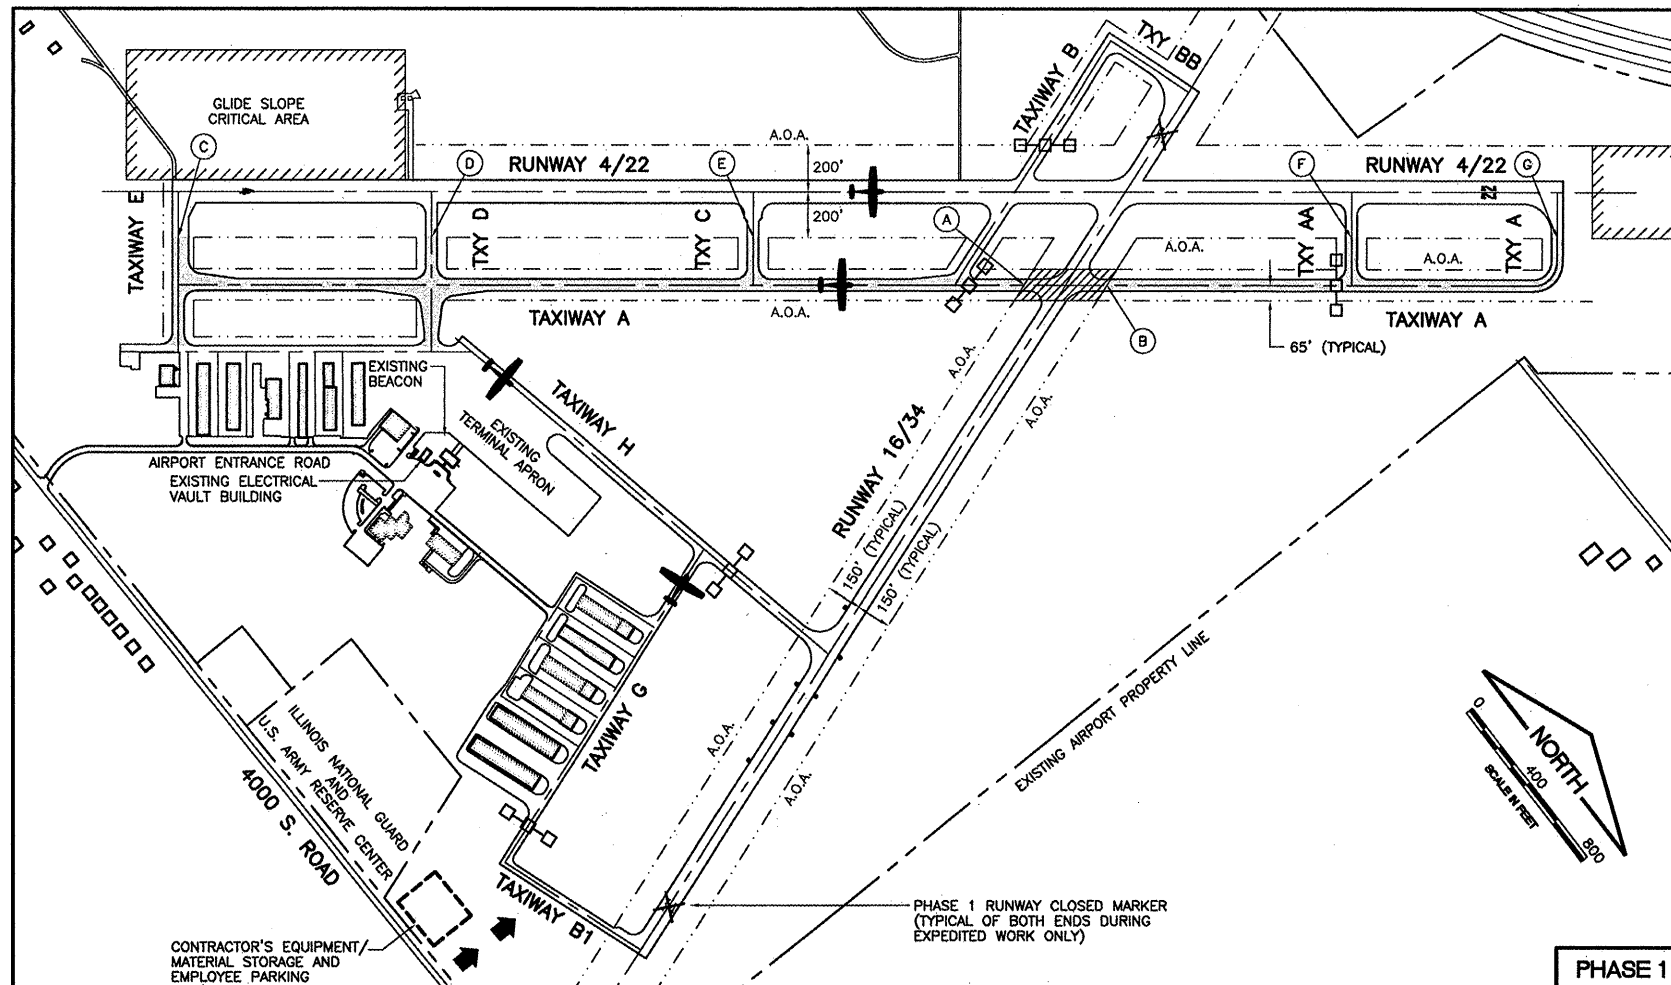 TXY BB
TAXIWAY B
GLIDE SLOPE
CRITICAL AREA
A.O.A.
C
D
RUNWAY 4/22
E
200'
F
RUNWAY 4/22
G
22
200'
TAXIWAY E
TXY D
TXY C
A
A.O.A.
TXY AA
A.O.A.
TXY A
TAXIWAY A
A.O.A.
TAXIWAY A
B
65' (TYPICAL)
EXISTING
BEACON
A.O.A.
A.O.A.
TAXIWAY H
EXISTING
TERMINAL APRON
RUNWAY 16/34
AIRPORT ENTRANCE ROAD
EXISTING ELECTRICAL
VAULT BUILDING
150' (TYPICAL)
150' (TYPICAL)
EXISTING AIRPORT PROPERTY LINE
TAXIWAY G
A.O.A.
A.O.A.
ILLINOIS NATIONAL GUARD
AND
U.S. ARMY RESERVE CENTER
4000 S. ROAD
NORTH
0
400
800
SCALE IN FEET
TAXIWAY B1
PHASE 1 RUNWAY CLOSED MARKER
(TYPICAL OF BOTH ENDS DURING
EXPEDITED WORK ONLY)
CONTRACTOR'S EQUIPMENT/
MATERIAL STORAGE AND
EMPLOYEE PARKING
PHASE 1